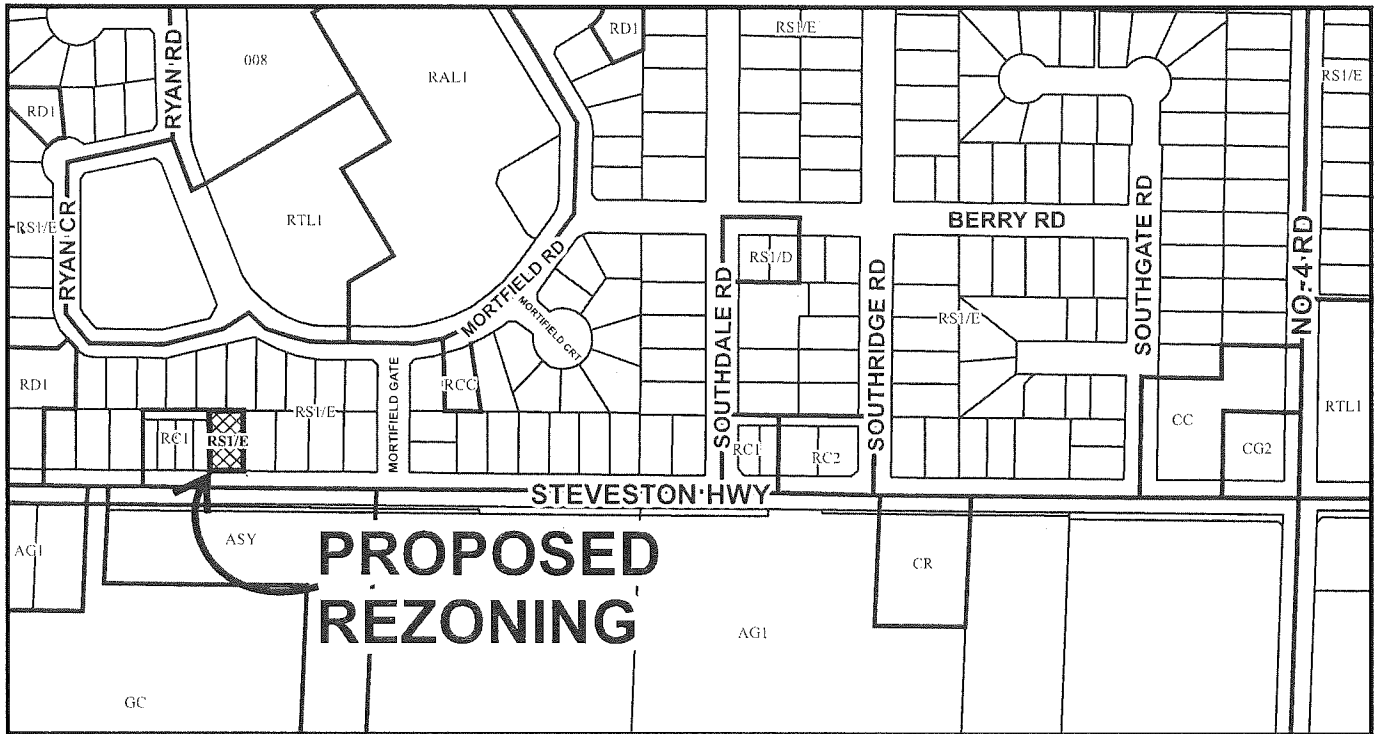 RYAN RD
008
RAL1
RD1
RS1/E
RS1/E
RD1
RTL1
RS1/E
RYAN CR
MORTFIELD RD
MORTIFIELD CRT
BERRY RD
SOUTHDALE RD
RS1/D
SOUTHRIDGE RD
RS1/E
SOUTHGATE RD
NO-4 RD
RD1
RS1/E
MORTIFIELD GATE
RCC
RC1
RS1/E
RC1
RC2
CC
CG2
RTL1
STEVESTON HWY
AG1
ASY
PROPOSED
REZONING
CR
AG1
GC